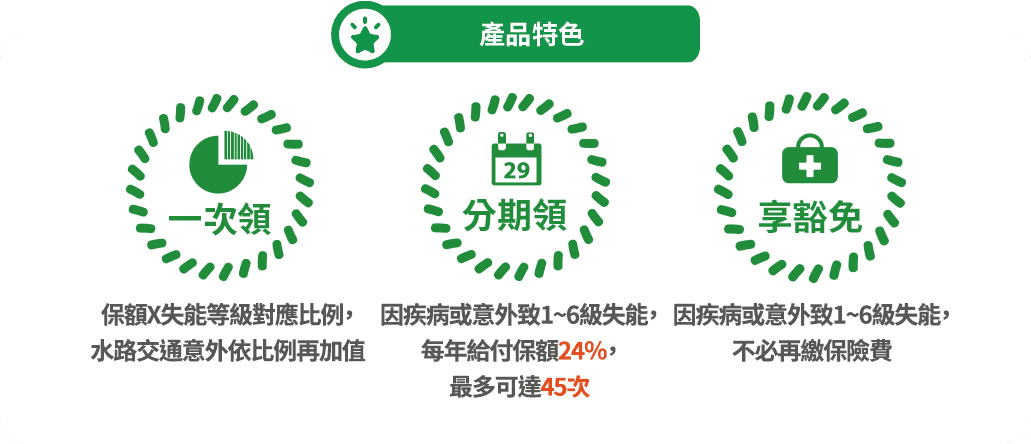 產品特色
一次領
保額X失能等級對應比例，
水路交通意外依比例再加值
29
分期領
因疾病或意外致1~6級失能，
每年給付保額24%，
最多可達45次
享豁免
因疾病或意外致1~6級失能，
不必再繳保險費